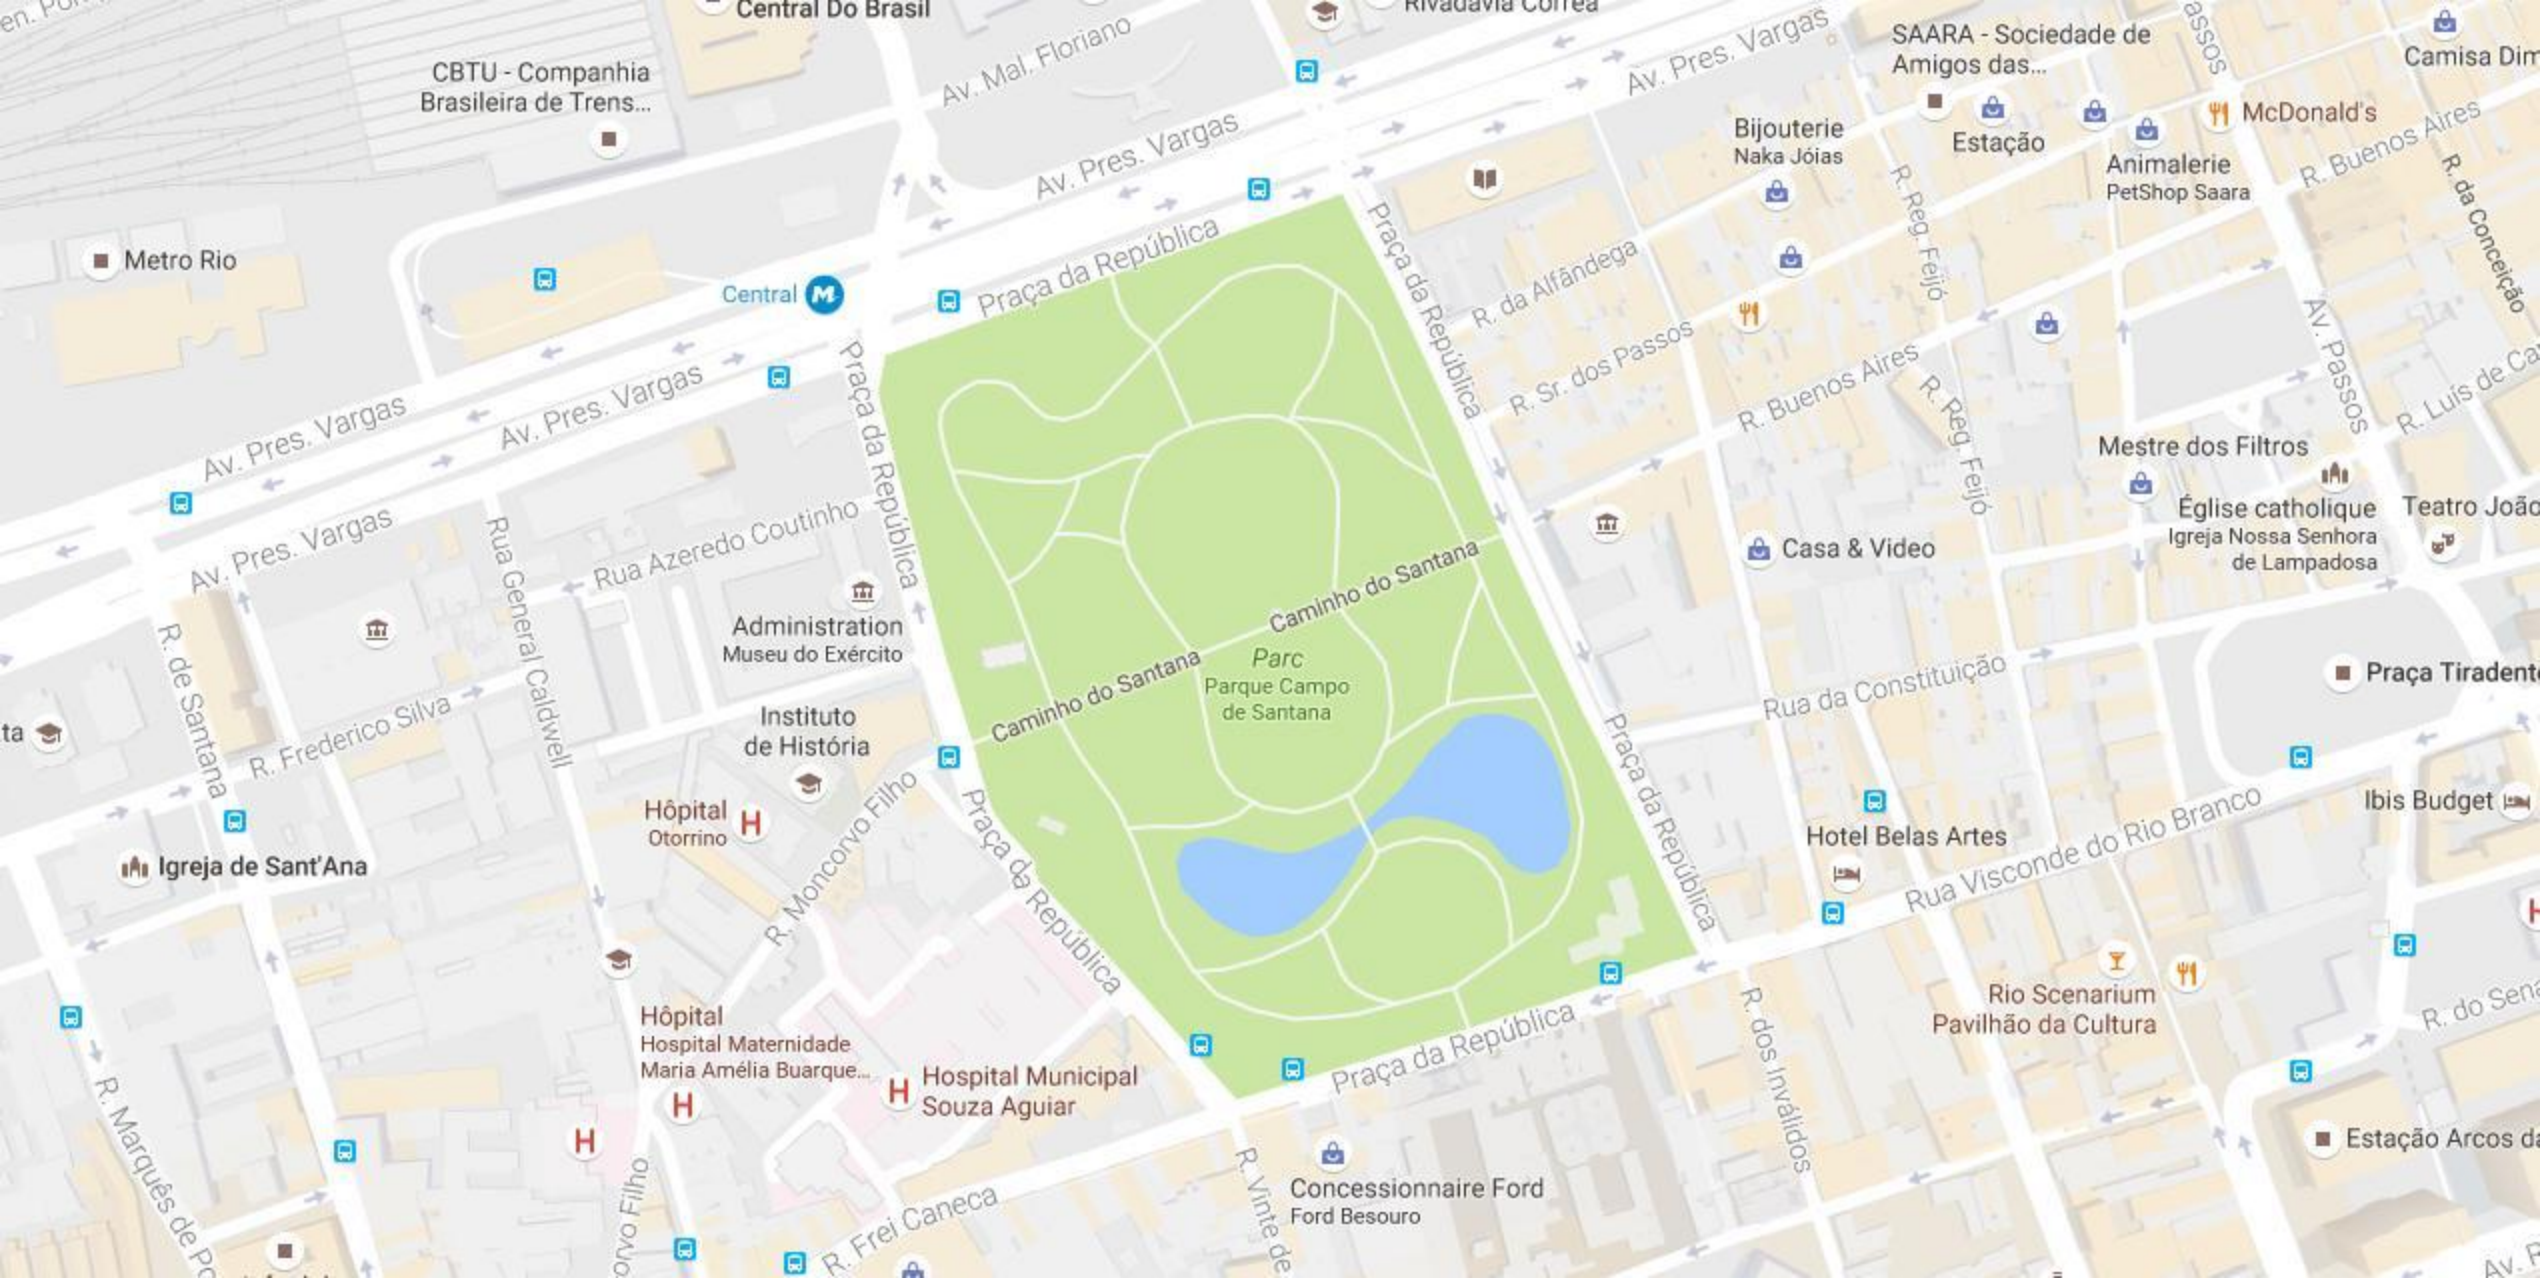 Central Do Brasil
Rivadavia Correa
Av. Mal. Floriano
Av. Pres. Vargas
SAARA - Sociedade de
Amigos das...
Camisa
CBTU - Companhia
Brasileira de Trens...
McDonald's
R. Buenos Aires
Bijouterie
Naka Jóias
Estação
Animalerie
PetShop Saara
R. da Conceição
Av. Pres. Vargas
R. Reg. Feijó
Metro Rio
Central
Praça da República
Praça da República
R. da Alfândega
R. Sr. dos Passos
R. Buenos Aires
Av. Passos
Av. Pres. Vargas
Av. Pres. Vargas
Praça da República
R. Reg. Feijó
R. Luís de
Mestre dos Filtros
Église catholique
Igreja Nossa Senhora
de Lampadosa
Teatro João
Av. Pres. Vargas
Rua General Caldwell
Rua Azeredo Coutinho
Casa & Video
Caminho do Santana
Administration
Museu do Exército
R. de Santana
R. Frederico Silva
Caminho do Santana
Parc
Parque Campo
de Santana
Rua da Constituição
Praça
Instituto
de História
Praça da República
Ibis Budget
Hôpital
Otorrino
R. Moncorvo Filho
Praça da República
Hotel Belas Artes
Rua Visconde do Rio Branco
Igreja de Sant'Ana
Hôpital
Hospital Maternidade
Maria Amélia Buarque...
Hospital Municipal
Souza Aguiar
Praça da República
R. dos Inválidos
Rio Scenarium
Pavilhão da Cultura
R. do
R. Marquês de
Estação Arcos
R. Vinte de
Concessionnaire Ford
Ford Besouro
R. Frei Caneca
Filho
Av.